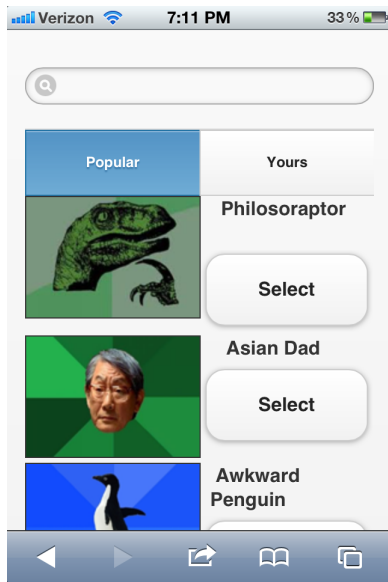 Verizon 7:11 PM 33%
Popular Yours
Philosoraptor
Select
Asian Dad
Select
Awkward
Penguin